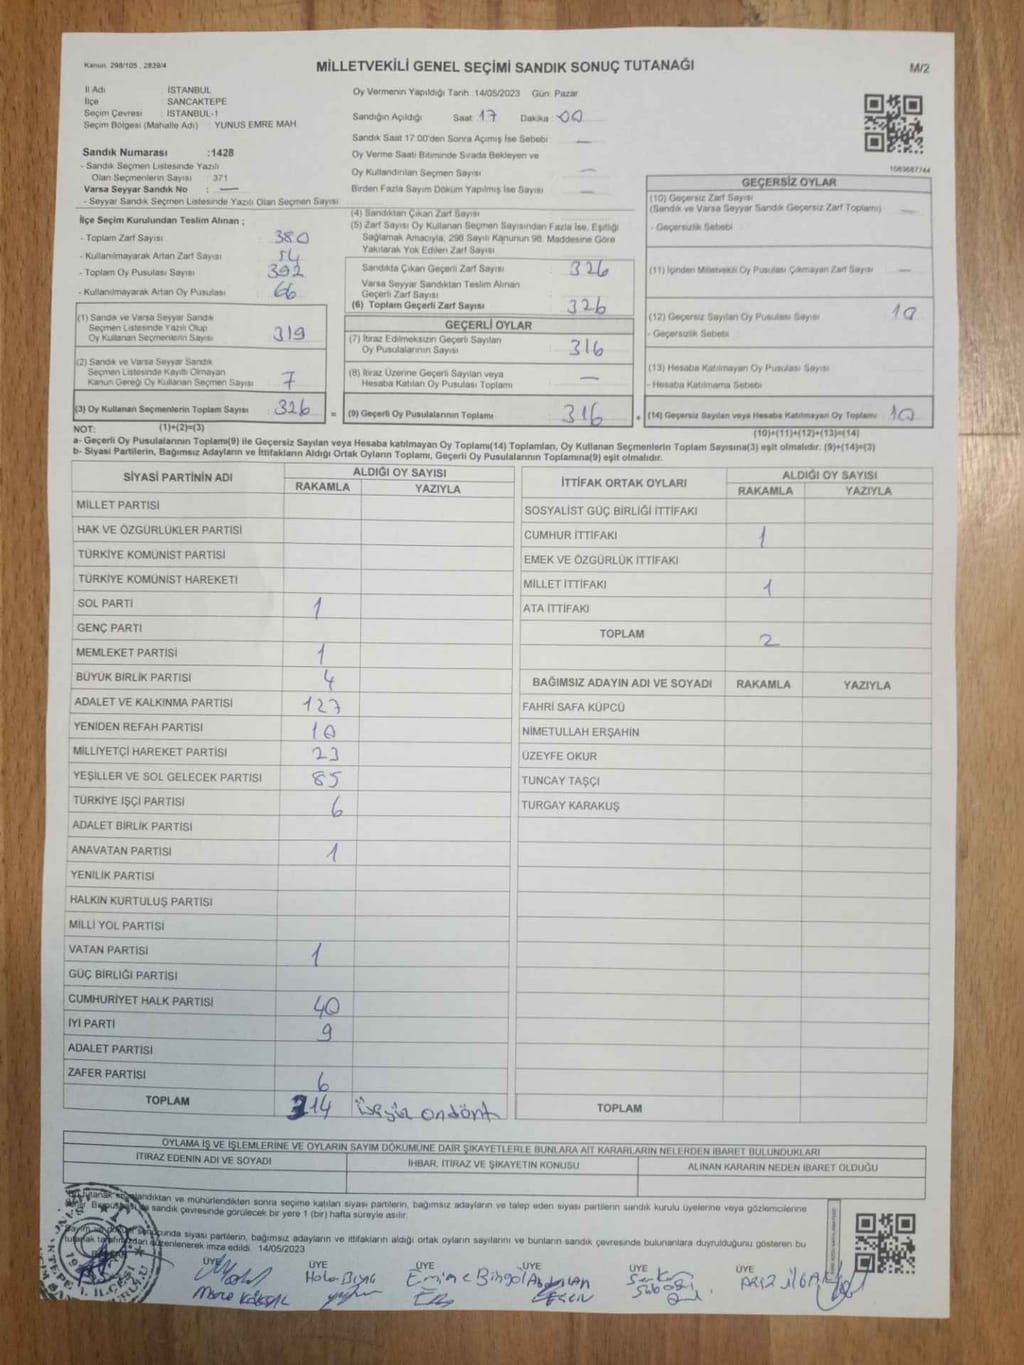 Kanun. 298/105 , 2839/4
MİLLETVEKİLİ GENEL SEÇİMİ SANDIK SONUÇ TUTANAĞI
M/2
İl Adı : İSTANBUL
İlçe : SANCAKTEPE
Seçim Çevresi : İSTANBUL-1
Seçim Bölgesi (Mahalle Adı) : YUNUS EMRE MAH.
Oy Vermenin Yapıldığı Tarih :14/05/2023 Gün: Pazar
Sandığın Açıldığı Saat 17 Dakika 00
Sandık Saat 17:00'den Sonra Açımış İse Sebebi —
Oy Verme Saati Bitiminde Sırada Bekleyen ve
Oy Kullandırılan Seçmen Sayısı —
Birden Fazla Sayım Döküm Yapılmış İse Sayısı —
Sandık Numarası :1428
- Sandık Seçmen Listesinde Yazılı
Olan Seçmenlerin Sayısı 371
Varsa Seyyar Sandık No : —
- Seyyar Sandık Seçmen Listesinde Yazılı Olan Seçmen Sayısı :
1089687744
İlçe Seçim Kurulundan Teslim Alınan ;
- Toplam Zarf Sayısı 380
- Kullanılmayarak Artan Zarf Sayısı 54
- Toplam Oy Pusulası Sayısı 392
- Kullanılmayarak Artan Oy Pusulası 66
(1) Sandık ve Varsa Seyyar Sandık
Seçmen Listesinde Yazılı Olup
Oy Kullanan Seçmenlerin Sayısı 319
(2) Sandık ve Varsa Seyyar Sandık
Seçmen Listesinde Kayıtlı Olmayan
Kanun Gereği Oy Kullanan Seçmen Sayısı 7
(3) Oy Kullanan Seçmenlerin Toplam Sayısı 326
(1)+(2)=(3)
(4) Sandıktan Çıkan Zarf Sayısı
(5) Zarf Sayısı Oy Kullanan Seçmen Sayısından Fazla İse, Eşitliği
Sağlamak Amacıyla, 298 Sayılı Kanunun 98. Maddesine Göre
Yakılarak Yok Edilen Zarf Sayısı
Sandıkta Çıkan Geçerli Zarf Sayısı 326
Varsa Seyyar Sandıktan Teslim Alınan
Geçerli Zarf Sayısı
(6) Toplam Geçerli Zarf Sayısı 326
GEÇERLİ OYLAR
(7) İtiraz Edilmeksizin Geçerli Sayılan
Oy Pusulalarının Sayısı 316
(8) İtiraz Üzerine Geçerli Sayılan veya
Hesaba Katılan Oy Pusulası Toplamı —
= (9) Geçerli Oy Pusulalarının Toplamı 316
GEÇERSİZ OYLAR
(10) Geçersiz Zarf Sayısı
(Sandık ve Varsa Seyyar Sandık Geçersiz Zarf Toplamı) —
- Geçersizlik Sebebi :
(11) İçinden Milletvekili Oy Pusulası Çıkmayan Zarf Sayısı —
(12) Geçersiz Sayılan Oy Pusulası Sayısı 10
- Geçersizlik Sebebi :
(13) Hesaba Katılmayan Oy Pusulası Sayısı
- Hesaba Katılmama Sebebi
+ (14) Geçersiz Sayılan veya Hesaba Katılmayan Oy Toplamı 10
(10)+(11)+(12)+(13)=(14)
NOT:
a- Geçerli Oy Pusulalarının Toplamı(9) ile Geçersiz Sayılan veya Hesaba katılmayan Oy Toplamı(14) Toplamları, Oy Kullanan Seçmenlerin Toplam Sayısına(3) eşit olmalıdır. (9)+(14)=(3)
b- Siyasi Partilerin, Bağımsız Adayların ve İttifakların Aldığı Ortak Oyların Toplamı, Geçerli Oy Pusulalarının Toplamına(9) eşit olmalıdır.
SİYASİ PARTİNİN ADI ALDIĞI OY SAYISI
RAKAMLA YAZIYLA
MİLLET PARTİSİ
HAK VE ÖZGÜRLÜKLER PARTİSİ
TÜRKİYE KOMÜNİST PARTİSİ
TÜRKİYE KOMÜNİST HAREKETİ
SOL PARTİ 1
GENÇ PARTİ
MEMLEKET PARTİSİ 1
BÜYÜK BİRLİK PARTİSİ 4
ADALET VE KALKINMA PARTİSİ 127
YENİDEN REFAH PARTİSİ 10
MİLLİYETÇİ HAREKET PARTİSİ 23
YEŞİLLER VE SOL GELECEK PARTİSİ 85
TÜRKİYE İŞÇİ PARTİSİ 6
ADALET BİRLİK PARTİSİ
ANAVATAN PARTİSİ 1
YENİLİK PARTİSİ
HALKIN KURTULUŞ PARTİSİ
MİLLİ YOL PARTİSİ
VATAN PARTİSİ 1
GÜÇ BİRLİĞİ PARTİSİ
CUMHURİYET HALK PARTİSİ 40
İYİ PARTİ 9
ADALET PARTİSİ
ZAFER PARTİSİ 6
TOPLAM 314 üçyüz ondört
İTTİFAK ORTAK OYLARI ALDIĞI OY SAYISI
RAKAMLA YAZIYLA
SOSYALİST GÜÇ BİRLİĞİ İTTİFAKI
CUMHUR İTTİFAKI 1
EMEK VE ÖZGÜRLÜK İTTİFAKI
MİLLET İTTİFAKI 1
ATA İTTİFAKI
TOPLAM 2
BAĞIMSIZ ADAYIN ADI VE SOYADI RAKAMLA YAZIYLA
FAHRİ SAFA KÜPCÜ
NİMETULLAH ERŞAHİN
ÜZEYFE OKUR
TUNCAY TAŞÇI
TURGAY KARAKUŞ
TOPLAM
OYLAMA İŞ VE İŞLEMLERİNE VE OYLARIN SAYIM DÖKÜMÜNE DAİR ŞİKAYETLERLE BUNLARA AİT KARARLARIN NELERDEN İBARET BULUNDUKLARI
İTİRAZ EDENİN ADI VE SOYADI İHBAR, İTİRAZ VE ŞİKAYETİN KONUSU ALINAN KARARIN NEDEN İBARET OLDUĞU
ve mühürlendikten sonra seçime katılan siyasi partilerin, bağımsız adayların ve talep eden siyasi partilerin sandık kurulu üyelerine veya gözlemcilerine
sandık çevresinde görülecek bir yere 1 (bir) hafta süreyle asılır.
siyasi partilerin, bağımsız adayların ve ittifakların aldığı ortak oyların sayılarını ve bunların sandık çevresinde bulunanlara duyrulduğunu gösteren bu
düzenlenerek imza edildi. 14/05/2023
ÜYE ÜYE ÜYE ÜYE ÜYE
Emine Bingöl